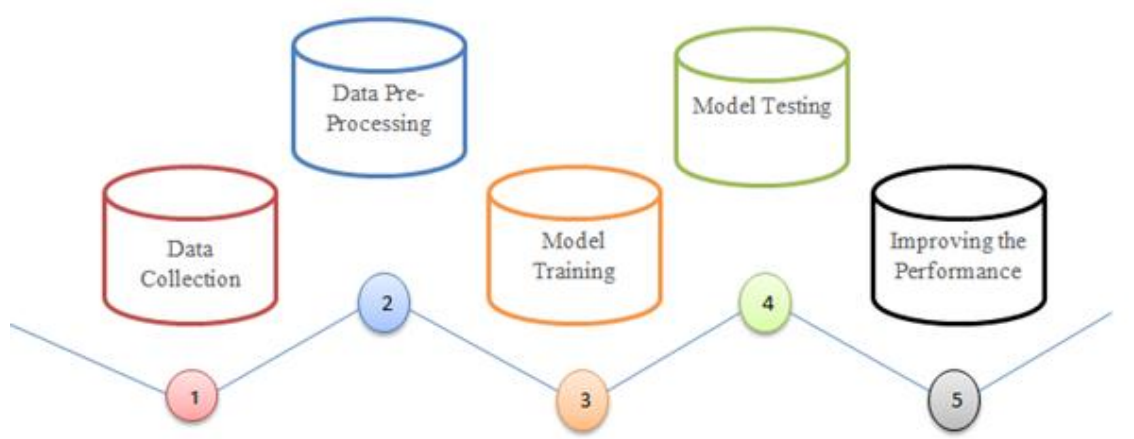 Data Pre-
Processing
Model Testing
Data
Collection
Model
Training
Improving the
Performance
1
2
3
4
5